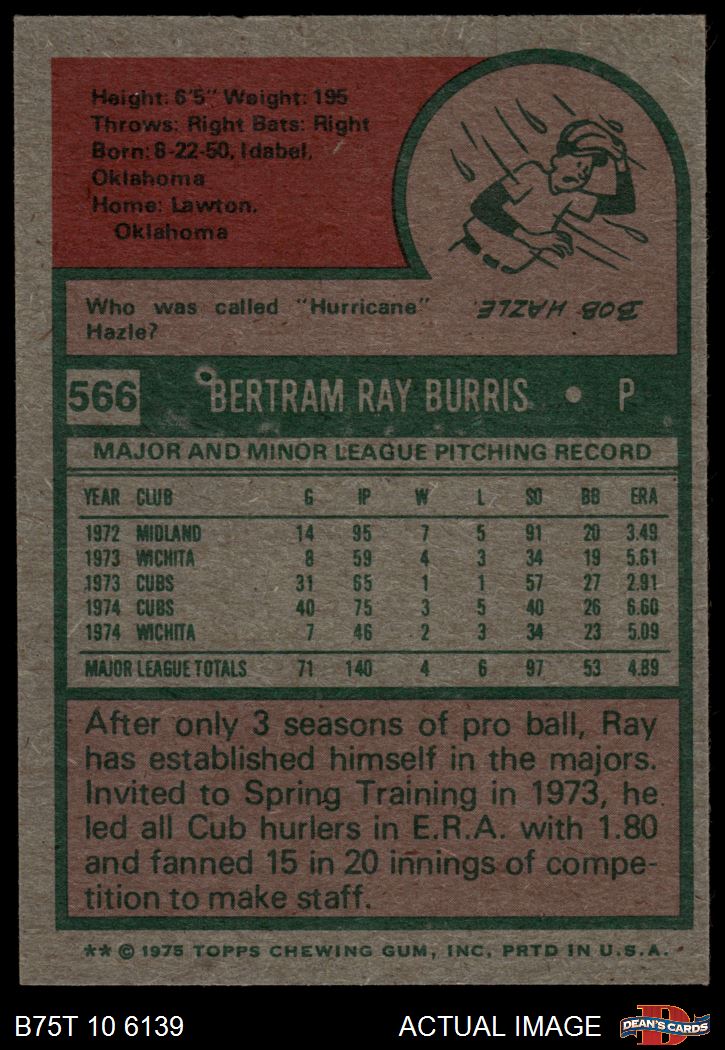 Height: 6'5" Weight: 195
Throws: Right Bats: Right
Born: 8-22-50, Idabel,
Oklahoma
Home: Lawton,
Oklahoma
Who was called "Hurricane"
Hazle?
BOB HAZLE
566 BERTRAM RAY BURRIS • P
MAJOR AND MINOR LEAGUE PITCHING RECORD
YEAR CLUB G IP W L SO BB ERA
1972 MIDLAND 14 95 7 5 91 20 3.49
1973 WICHITA 8 59 4 3 34 19 5.61
1973 CUBS 31 65 1 1 57 27 2.91
1974 CUBS 40 75 3 5 40 26 6.60
1974 WICHITA 7 46 2 3 34 23 5.09
MAJOR LEAGUE TOTALS 71 140 4 6 97 53 4.89
After only 3 seasons of pro ball, Ray
has established himself in the majors.
Invited to Spring Training in 1973, he
led all Cub hurlers in E.R.A. with 1.80
and fanned 15 in 20 innings of compe-
tition to make staff.
** © 1975 TOPPS CHEWING GUM, INC. PRTD IN U.S.A.
B75T 10 6139 ACTUAL IMAGE DEAN'S CARDS